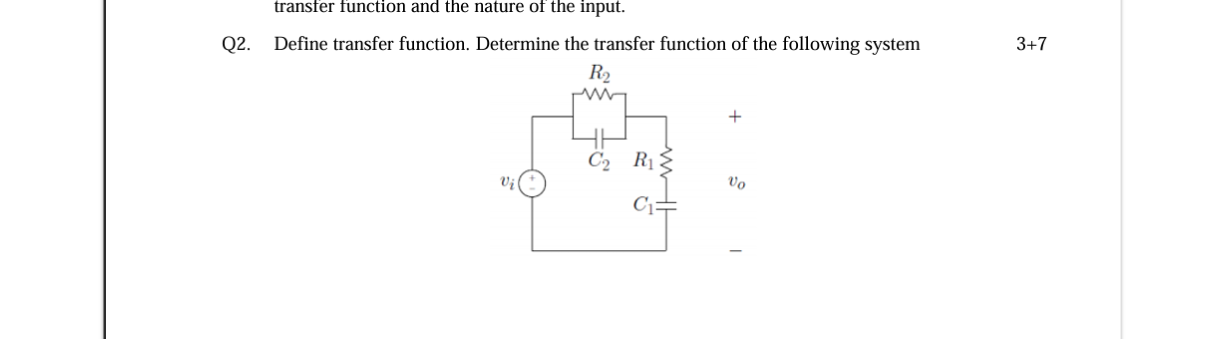 transfer function and the nature of the input.
Q2. Define transfer function. Determine the transfer function of the following system 3+7
R₂
+
C₂ R₁
vᵢ + − vₒ
C₁
−